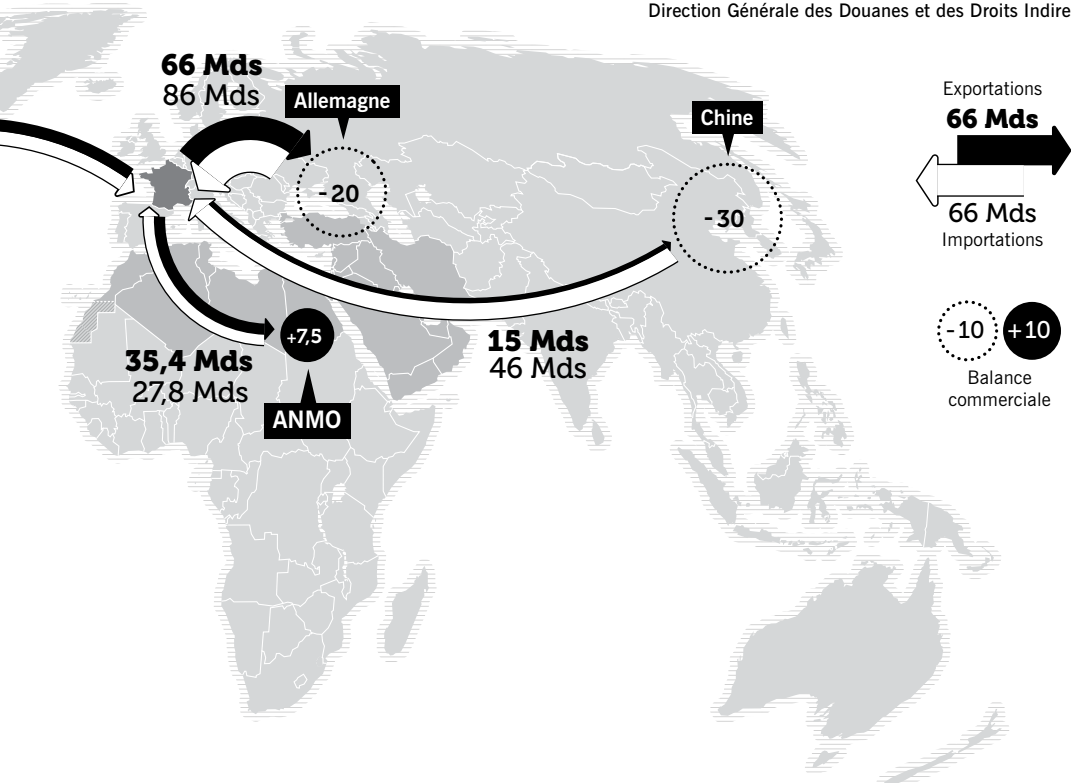 Direction Générale des Douanes et des Droits Indire
66 Mds
86 Mds
Allemagne
-20
Chine
-30
Exportations
66 Mds
66 Mds
Importations
+7,5
35,4 Mds
27,8 Mds
ANMO
15 Mds
46 Mds
-10
+10
Balance
commerciale